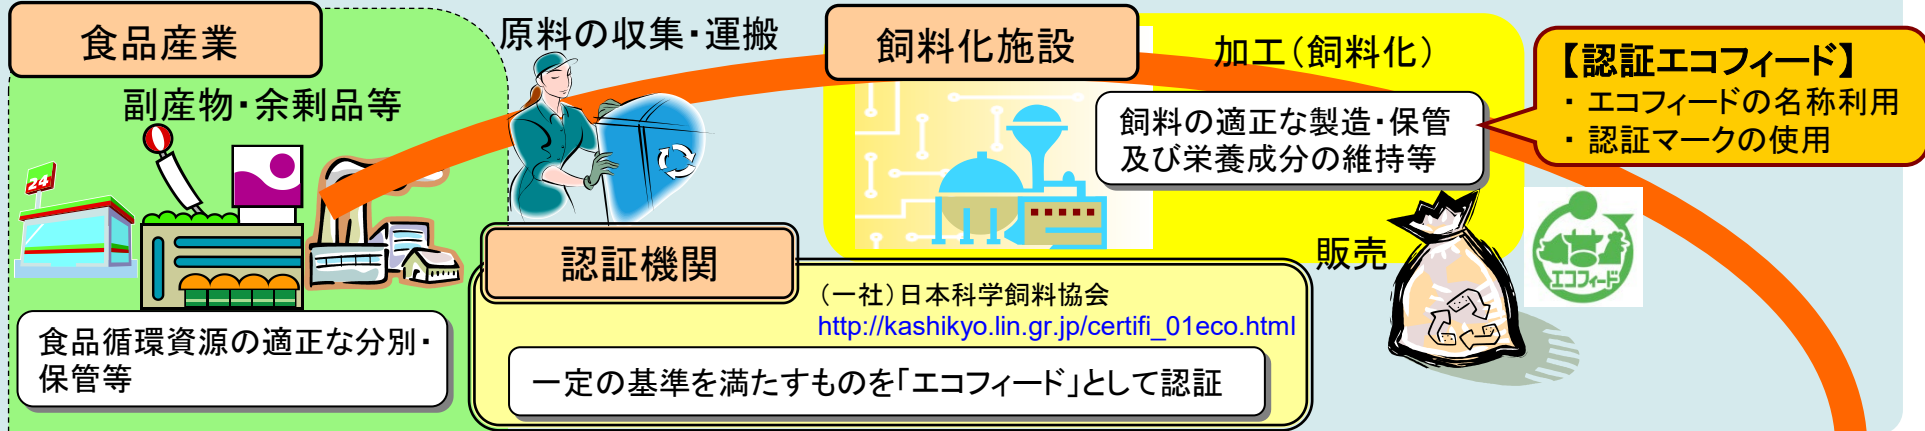 食品産業
副産物・余剰品等
24
食品循環資源の適正な分別・
保管等
原料の収集・運搬
飼料化施設
加工（飼料化）
飼料の適正な製造・保管
及び栄養成分の維持等
【認証エコフィード】
・ エコフィードの名称利用
・ 認証マークの使用
販売
エコフィード
認証機関
（一社）日本科学飼料協会
http://kashikyo.lin.gr.jp/certifi_01eco.html
一定の基準を満たすものを「エコフィード」として認証